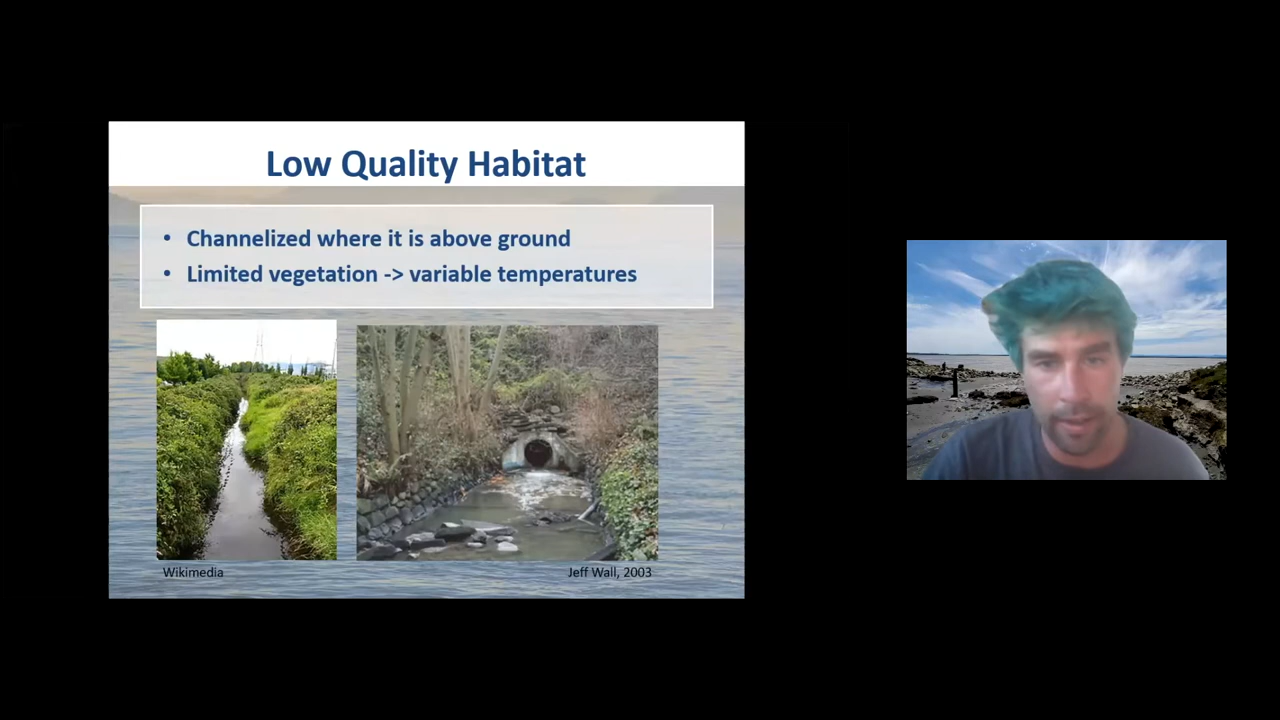 Low Quality Habitat
• Channelized where it is above ground
• Limited vegetation -> variable temperatures
Wikimedia
Jeff Wall, 2003